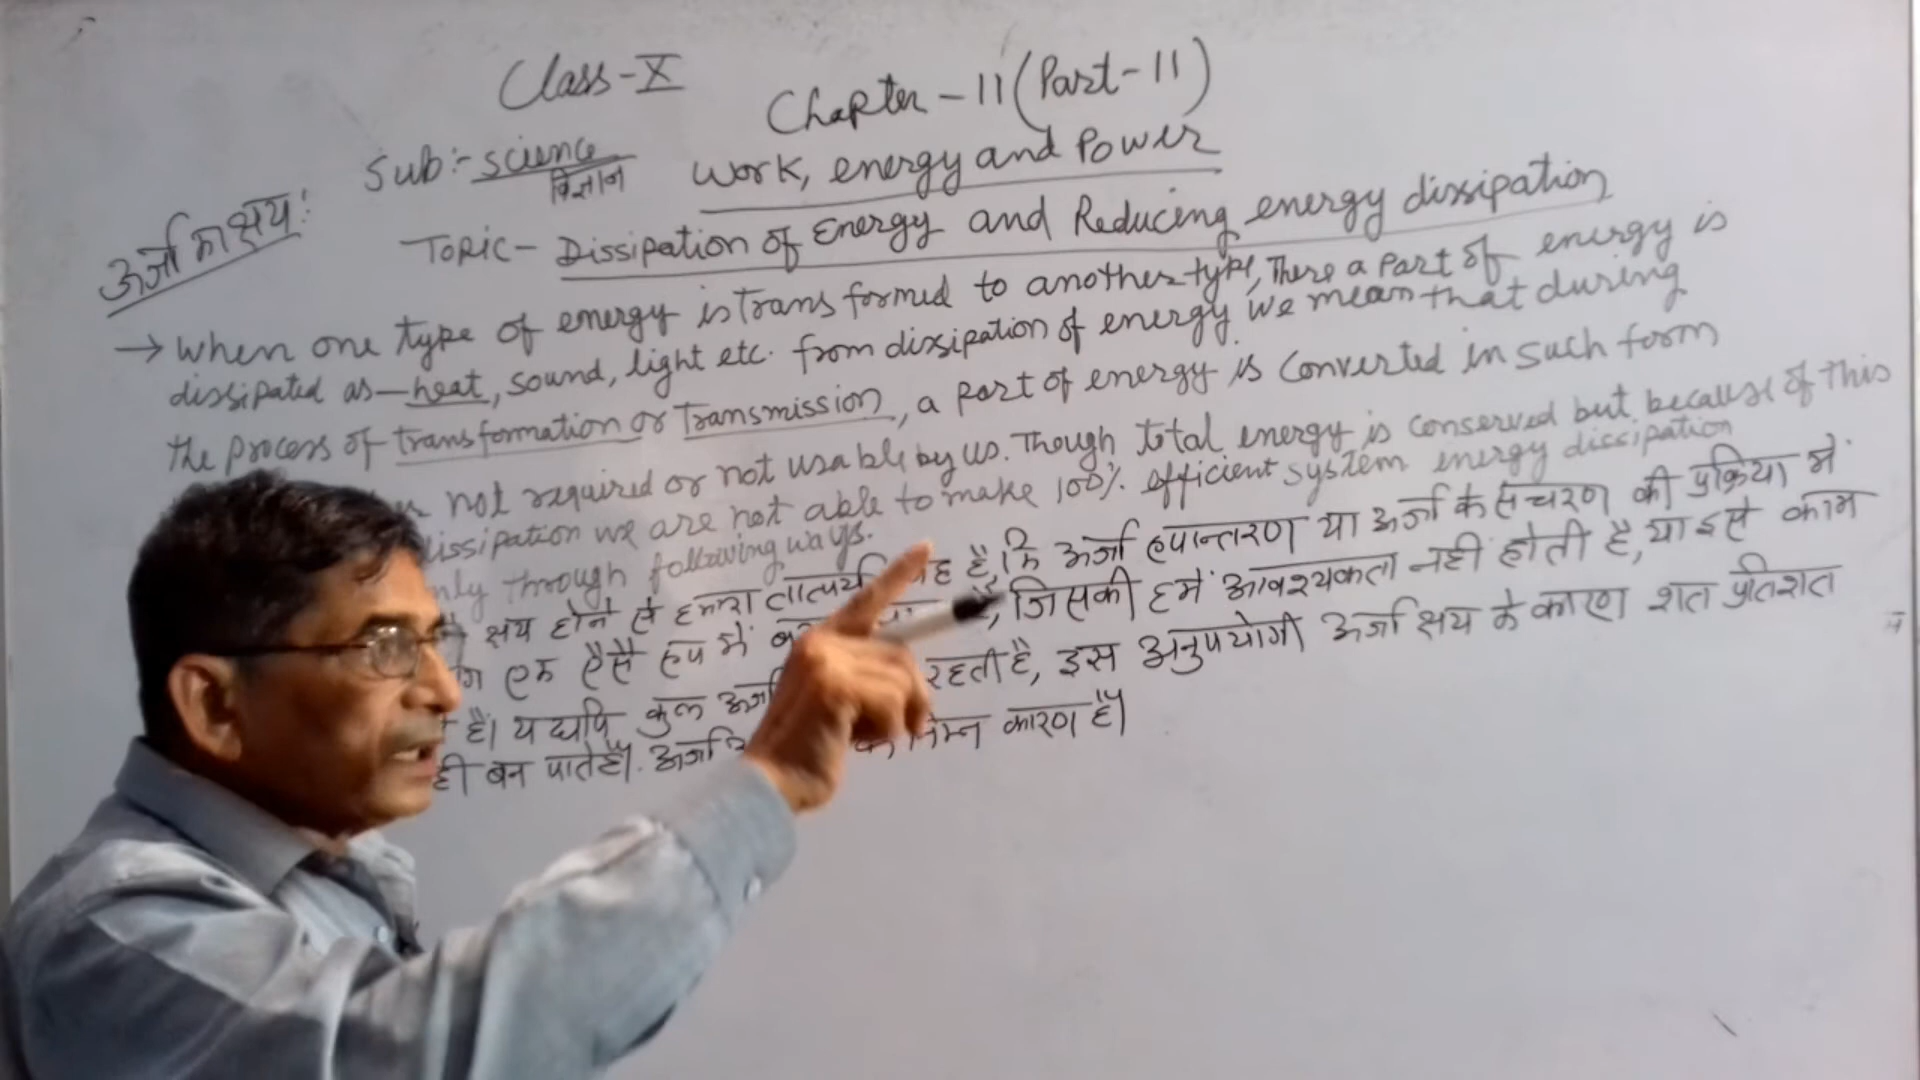 Class-X
Chapter-11 (Part-11)
Sub:- science
विज्ञान
Work, energy and Power
ऊर्जा का क्षय:
Topic- Dissipation of Energy and Reducing energy dissipation
→ When one type of energy is transformed to another type, There a part of energy is
dissipated as - heat, sound, light etc. from dissipation of energy we mean that during
the process of transformation or Transmission, a part of energy is converted in such form
not required or not usable by us. Though total energy is conserved but because of this
dissipation we are not able to make 100% efficient system energy dissipation
through following ways.
क्षय होने से हमारा तात्पर्य है, कि ऊर्जा रूपान्तरण या ऊर्जा के संचरण की प्रक्रिया में
एक ऐसे रूप में जिसकी हमें आवश्यकता नहीं होती है, या इसे काम
है। यद्यपि कुल रहती है, इस अनुपयोगी ऊर्जा क्षय के कारण शत प्रतिशत
बन पाते हैं। निम्न कारण हैं।